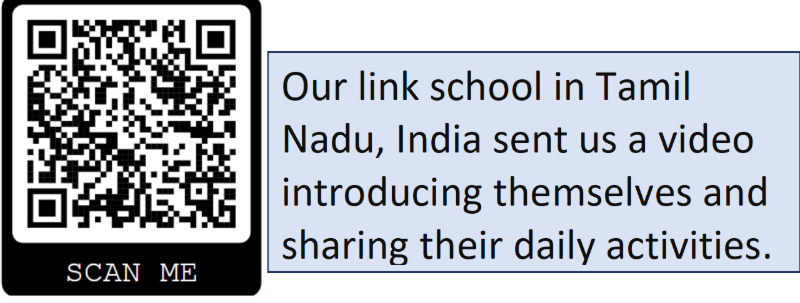 SCAN ME
Our link school in Tamil
Nadu, India sent us a video
introducing themselves and
sharing their daily activities.